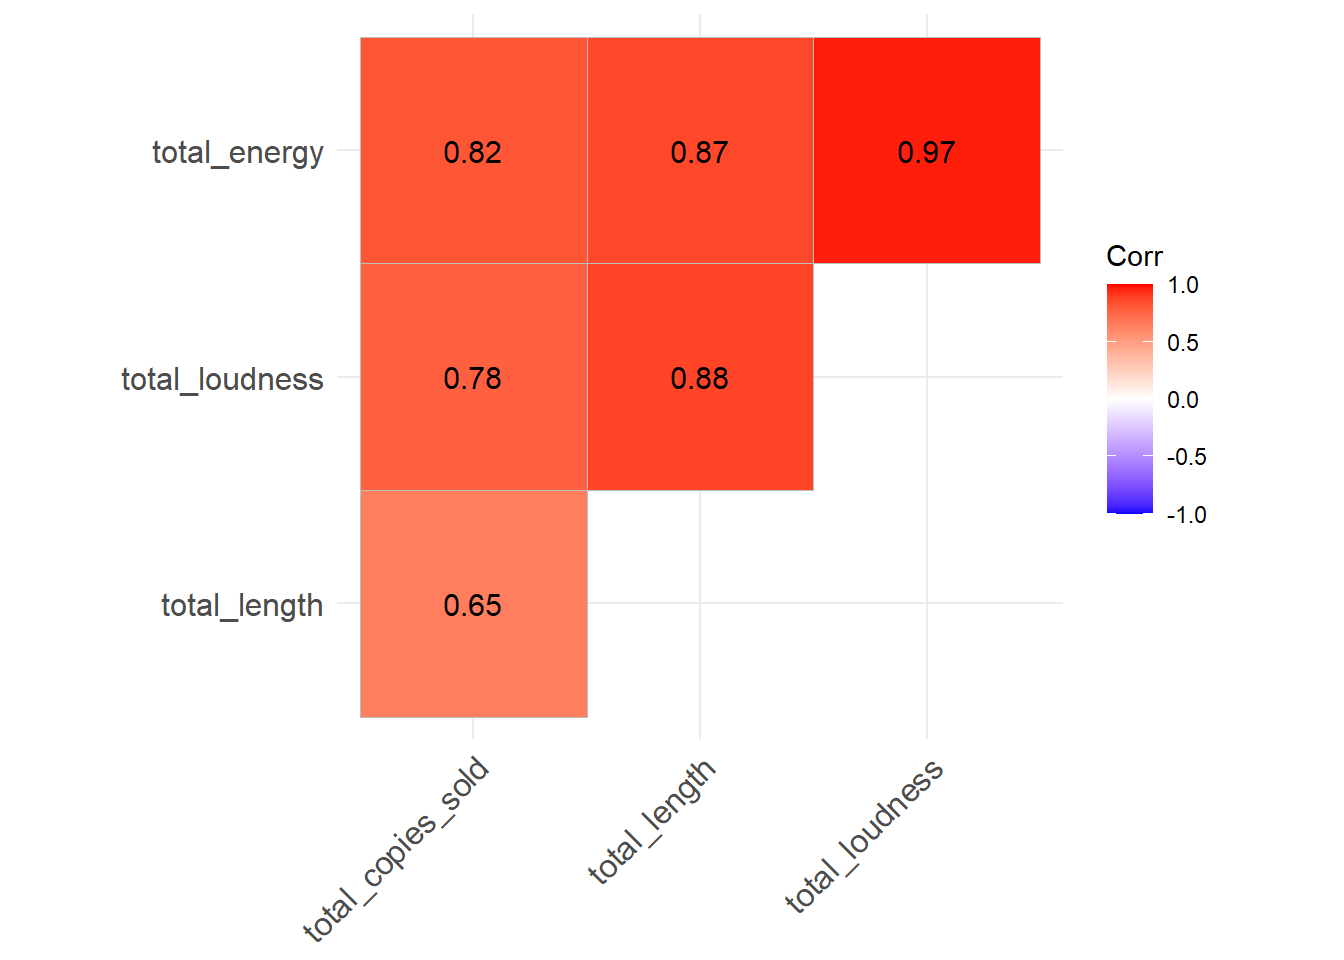 total_energy
0.82 0.87 0.97
total_loudness
0.78 0.88
total_length
0.65
total_copies_sold
total_length
total_loudness
Corr
1.0
0.5
0.0
-0.5
-1.0